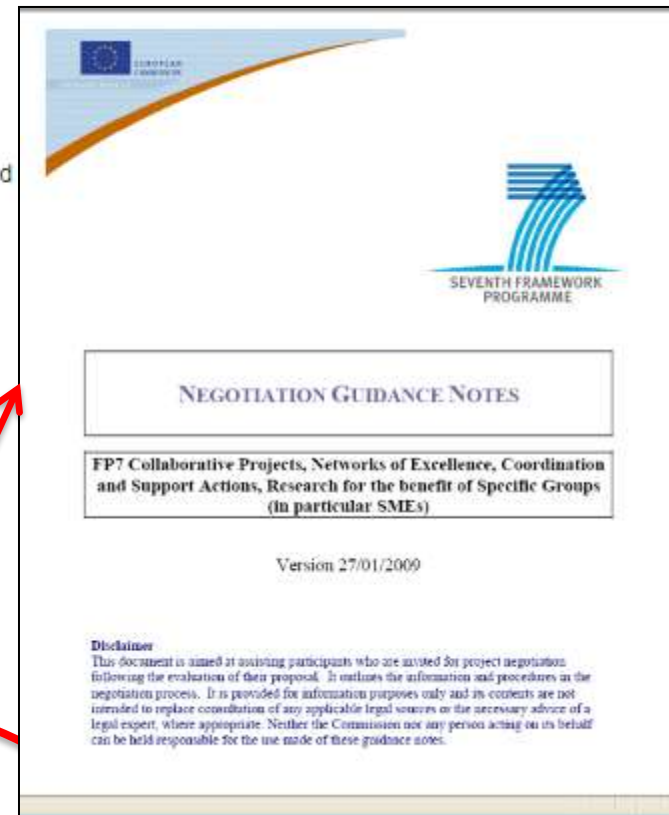 EUROPEAN
COMMISSION
d
SEVENTH FRAMEWORK
PROGRAMME
NEGOTIATION GUIDANCE NOTES
FP7 Collaborative Projects, Networks of Excellence, Coordination
and Support Actions, Research for the benefit of Specific Groups
(in particular SMEs)
Version 27/01/2009
Disclaimer
This document is aimed at assisting participants who are invited for project negotiation
following the evaluation of their proposal. It outlines the information and procedures in the
negotiation process. It is provided for information purposes only and its contents are not
intended to replace consultation of any applicable legal sources or the necessary advice of a
legal expert, where appropriate. Neither the Commission nor any person acting on its behalf
can be held responsible for the use made of these guidance notes.